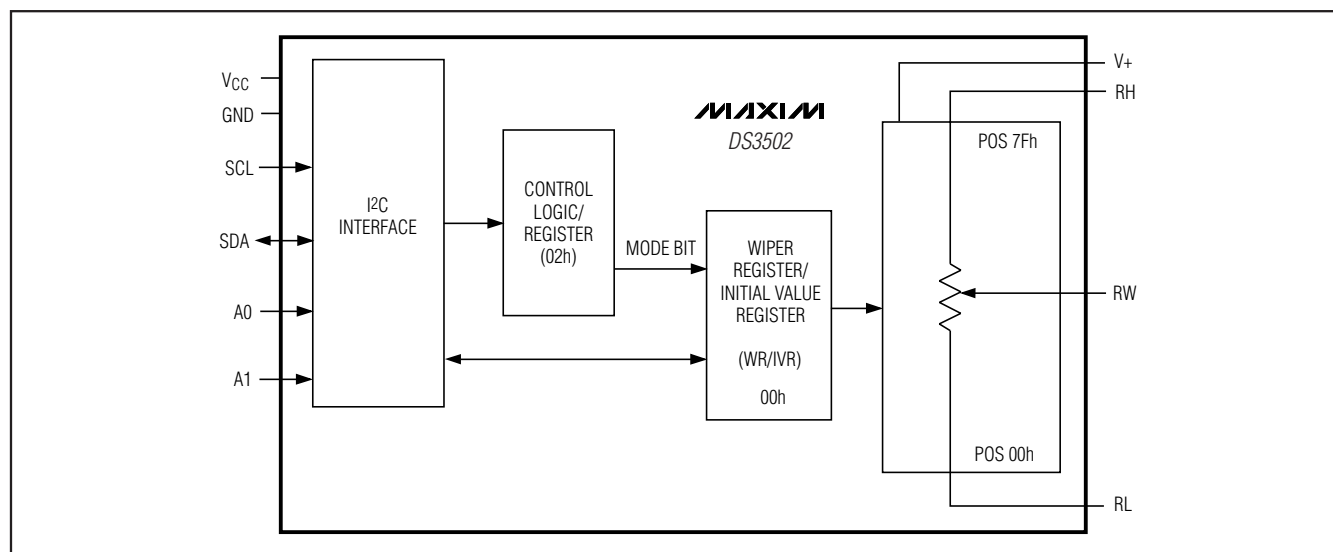 VCC
GND
SCL
SDA
A0
A1
I2C
INTERFACE
CONTROL
LOGIC/
REGISTER
(02h)
MODE BIT
MAXIM
DS3502
WIPER
REGISTER/
INITIAL VALUE
REGISTER
(WR/IVR)
00h
POS 7Fh
POS 00h
V+
RH
RW
RL